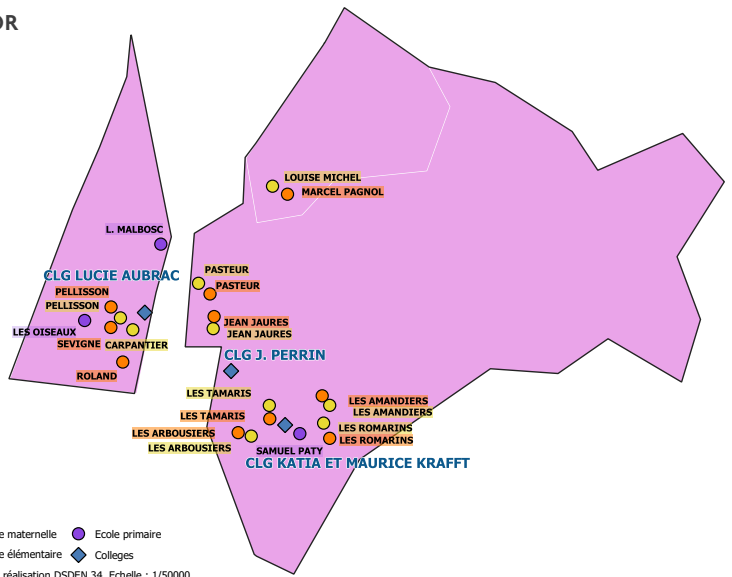 OR
LOUISE MICHEL
MARCEL PAGNOL
L. MALBOSC
PASTEUR
CLG LUCIE AUBRAC
PASTEUR
PELLISSON
PELLISSON
JEAN JAURES
LES OISEAUX
JEAN JAURES
SEVIGNE
CARPANTIER
CLG J. PERRIN
ROLAND
LES TAMARIS
LES AMANDIERS
LES AMANDIERS
LES TAMARIS
LES ROMARINS
LES ARBOUSIERS
LES ROMARINS
LES ARBOUSIERS
SAMUEL PATY
CLG KATIA ET MAURICE KRAFFT
e maternelle Ecole primaire
e élémentaire Colleges
réalisation DSDEN 34. Echelle : 1/50000